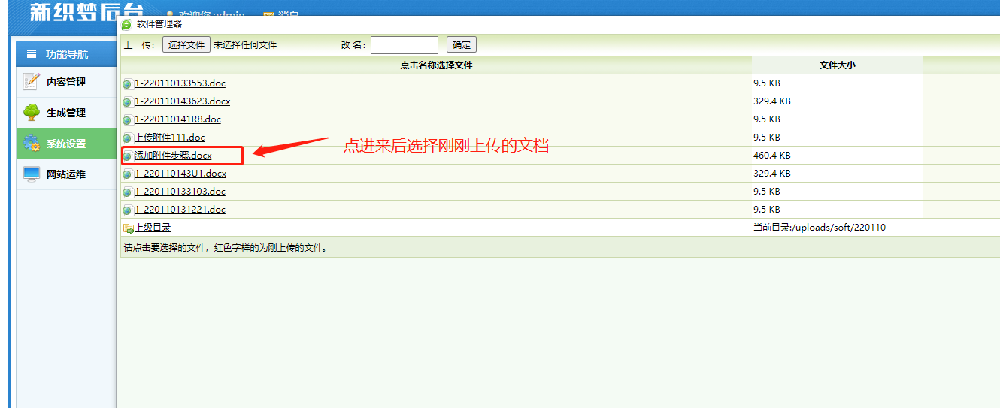 新织梦后台
欢迎您 admin 消息
软件管理器
功能导航
上 传: 选择文件 未选择任何文件 改名: 确定
点击名称选择文件 文件大小
内容管理
1-220110133553.doc 9.5 KB
1-220110143623.docx 329.4 KB
生成管理
1-220110141R8.doc 9.5 KB
上传附件111.doc 9.5 KB
系统设置
点进来后选择刚刚上传的文档
添加附件步骤.docx 460.4 KB
网站运维
1-220110143U1.docx 329.4 KB
1-220110133103.doc 9.5 KB
1-220110131221.doc 9.5 KB
上级目录 当前目录:/uploads/soft/220110
请点击要选择的文件，红色字样的为刚上传的文件。